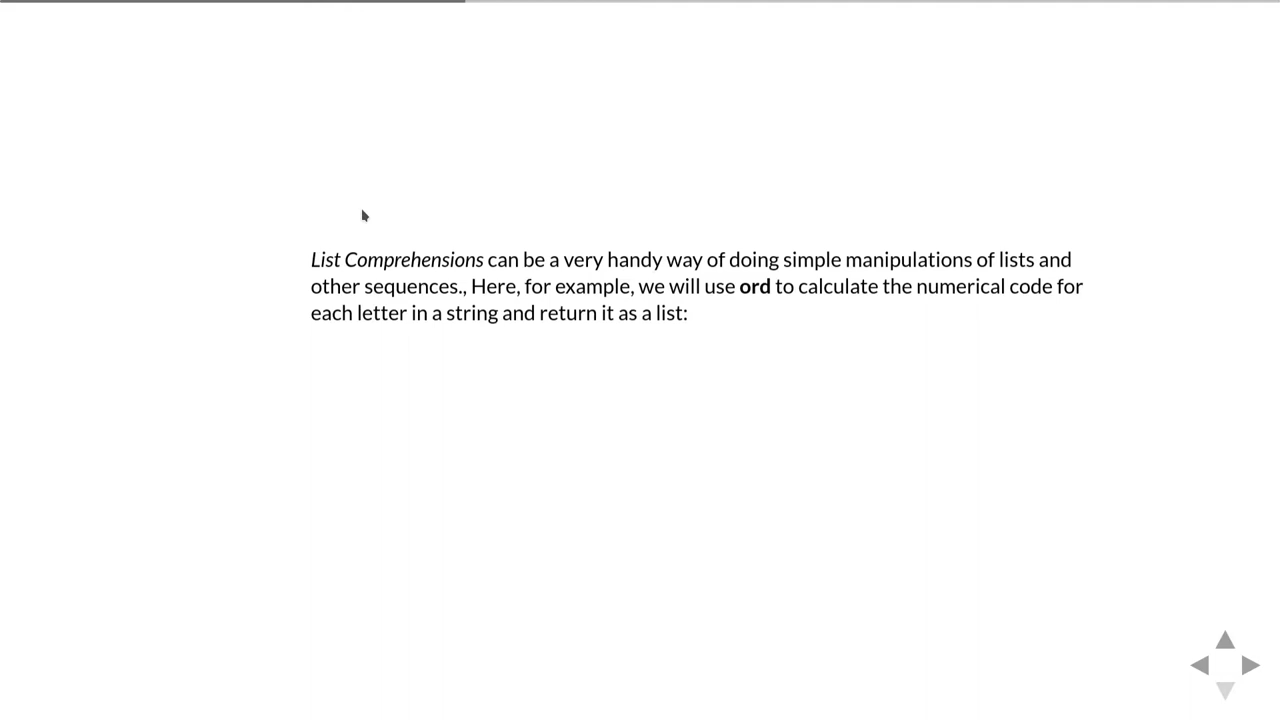 List Comprehensions can be a very handy way of doing simple manipulations of lists and
other sequences., Here, for example, we will use ord to calculate the numerical code for
each letter in a string and return it as a list: